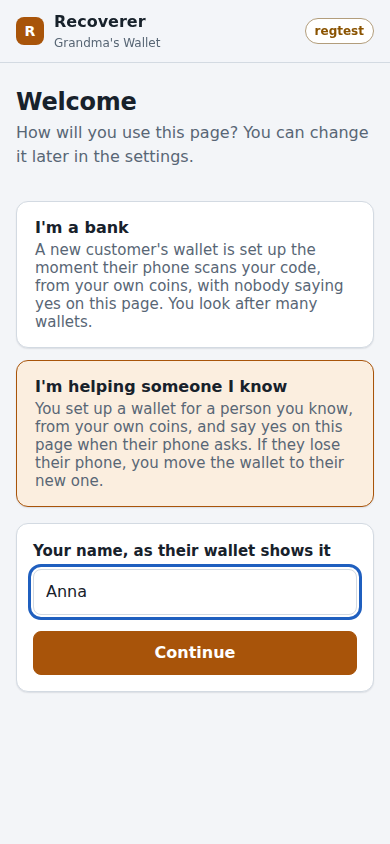 R
Recoverer
Grandma's Wallet
regtest
Welcome
How will you use this page? You can change
it later in the settings.
I'm a bank
A new customer's wallet is set up the
moment their phone scans your code,
from your own coins, with nobody saying
yes on this page. You look after many
wallets.
I'm helping someone I know
You set up a wallet for a person you know,
from your own coins, and say yes on this
page when their phone asks. If they lose
their phone, you move the wallet to their
new one.
Your name, as their wallet shows it
Anna
Continue